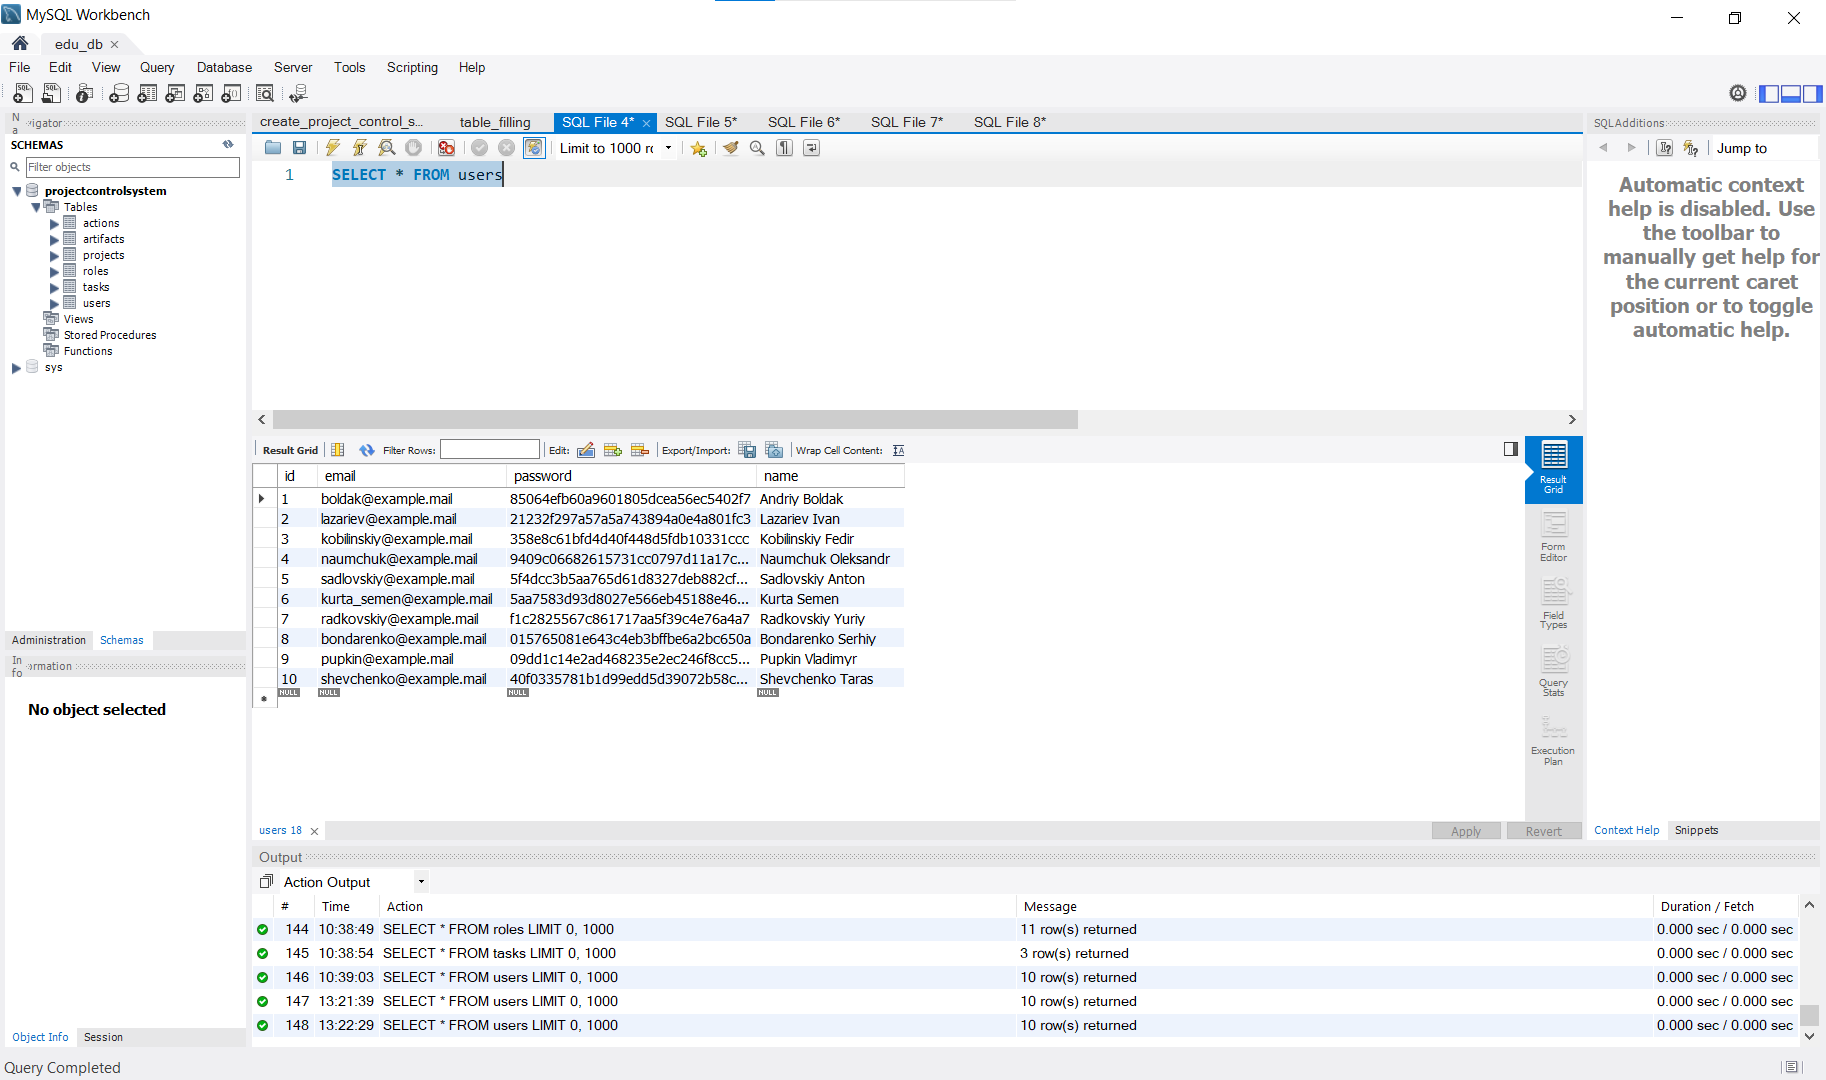 MySQL Workbench
edu_db
File Edit View Query Database Server Tools Scripting Help
Na vigator
SCHEMAS
Filter objects
projectcontrolsystem
Tables
actions
artifacts
projects
roles
tasks
users
Views
Stored Procedures
Functions
sys
Administration Schemas
Info ormation
No object selected
Object Info Session
create_project_control_s... table_filling SQL File 4* SQL File 5* SQL File 6* SQL File 7* SQL File 8*
Limit to 1000 rc
1 SELECT * FROM users
Result Grid Filter Rows: Edit: Export/Import: Wrap Cell Content:
id email password name
1 boldak@example.mail 85064efb60a9601805dcea56ec5402f7 Andriy Boldak
2 lazariev@example.mail 21232f297a57a5a743894a0e4a801fc3 Lazariev Ivan
3 kobilinskiy@example.mail 358e8c61bfd4d40f448d5fdb10331ccc Kobilinskiy Fedir
4 naumchuk@example.mail 9409c06682615731cc0797d11a17c... Naumchuk Oleksandr
5 sadlovskiy@example.mail 5f4dcc3b5aa765d61d8327deb882cf... Sadlovskiy Anton
6 kurta_semen@example.mail 5aa7583d93d8027e566eb45188e46... Kurta Semen
7 radkovskiy@example.mail f1c2825567c861717aa5f39c4e76a4a7 Radkovskiy Yuriy
8 bondarenko@example.mail 015765081e643c4eb3bffbe6a2bc650a Bondarenko Serhiy
9 pupkin@example.mail 09dd1c14e2ad468235e2ec246f8cc5... Pupkin Vladimyr
10 shevchenko@example.mail 40f0335781b1d99edd5d39072b58c... Shevchenko Taras
NULL NULL NULL NULL
Result Grid
Form Editor
Field Types
Query Stats
Execution Plan
users 18
Apply Revert
SQLAdditions
Jump to
Automatic context
help is disabled. Use
the toolbar to
manually get help for
the current caret
position or to toggle
automatic help.
Context Help Snippets
Output
Action Output
# Time Action Message Duration / Fetch
144 10:38:49 SELECT * FROM roles LIMIT 0, 1000 11 row(s) returned 0.000 sec / 0.000 sec
145 10:38:54 SELECT * FROM tasks LIMIT 0, 1000 3 row(s) returned 0.000 sec / 0.000 sec
146 10:39:03 SELECT * FROM users LIMIT 0, 1000 10 row(s) returned 0.000 sec / 0.000 sec
147 13:21:39 SELECT * FROM users LIMIT 0, 1000 10 row(s) returned 0.000 sec / 0.000 sec
148 13:22:29 SELECT * FROM users LIMIT 0, 1000 10 row(s) returned 0.000 sec / 0.000 sec
Query Completed